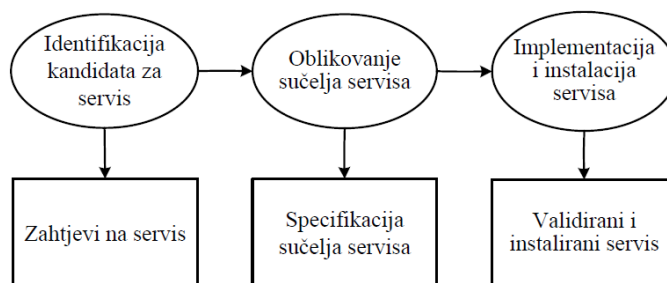 Identifikacija
kandidata za
servis
Oblikovanje
sučelja servisa
Implementacija
i instalacija
servisa
Zahtjevi na servis
Specifikacija
sučelja servisa
Validirani i
instalirani servis